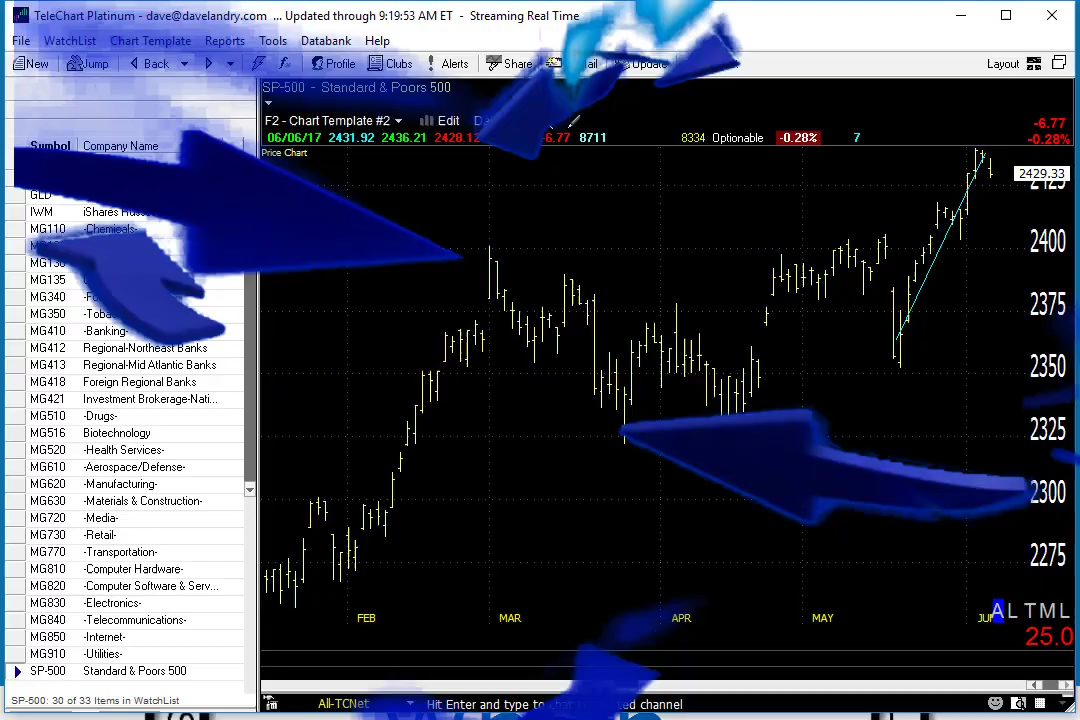 TeleChart Platinum - dave@davelandry.com ... Updated through 9:19:53 AM ET - Streaming Real Time
File WatchList Chart Template Reports Tools Databank Help
New Jump Back Profile Clubs Alerts Share Update Layout
SP-500 - Standard & Poors 500
F2 - Chart Template #2 Edit
06/06/17 2431.92 2436.21 2428.12 -6.77 8711 8334 Optionable -0.28% 7
-6.77
-0.28%
Price Chart
Symbol Company Name
GLD
IWM iShares
MG110 -Chemicals-
MG135
MG340
MG350
MG410 -Banking-
MG412 Regional-Northeast Banks
MG413 Regional-Mid Atlantic Banks
MG418 Foreign Regional Banks
MG421 Investment Brokerage-Nati...
MG510 -Drugs-
MG516 Biotechnology
MG520 -Health Services-
MG610 -Aerospace/Defense-
MG620 -Manufacturing-
MG630 -Materials & Construction-
MG720 -Media-
MG730 -Retail-
MG770 -Transportation-
MG810 -Computer Hardware-
MG820 -Computer Software & Serv...
MG830 -Electronics-
MG840 -Telecommunications-
MG850 -Internet-
MG910 -Utilities-
SP-500 Standard & Poors 500
SP-500: 30 of 33 Items in WatchList
2429.33
2425
2400
2375
2350
2325
2300
2275
FEB MAR APR MAY JUN
A L T M L
25.0
All-TCNet Hit Enter and type to channel